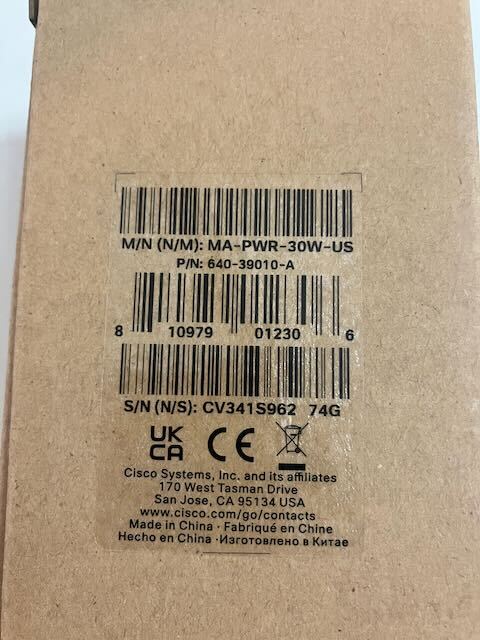 M/N (N/M): MA-PWR-30W-US
P/N: 640-39010-A
8 10979 01230 6
S/N (N/S): CV341S962 74G
UK
CA CE
Cisco Systems, Inc. and its affiliates
170 West Tasman Drive
San Jose, CA 95134 USA
www.cisco.com/go/contacts
Made in China · Fabriqué en Chine
Hecho en China · Изготовлено в Китае